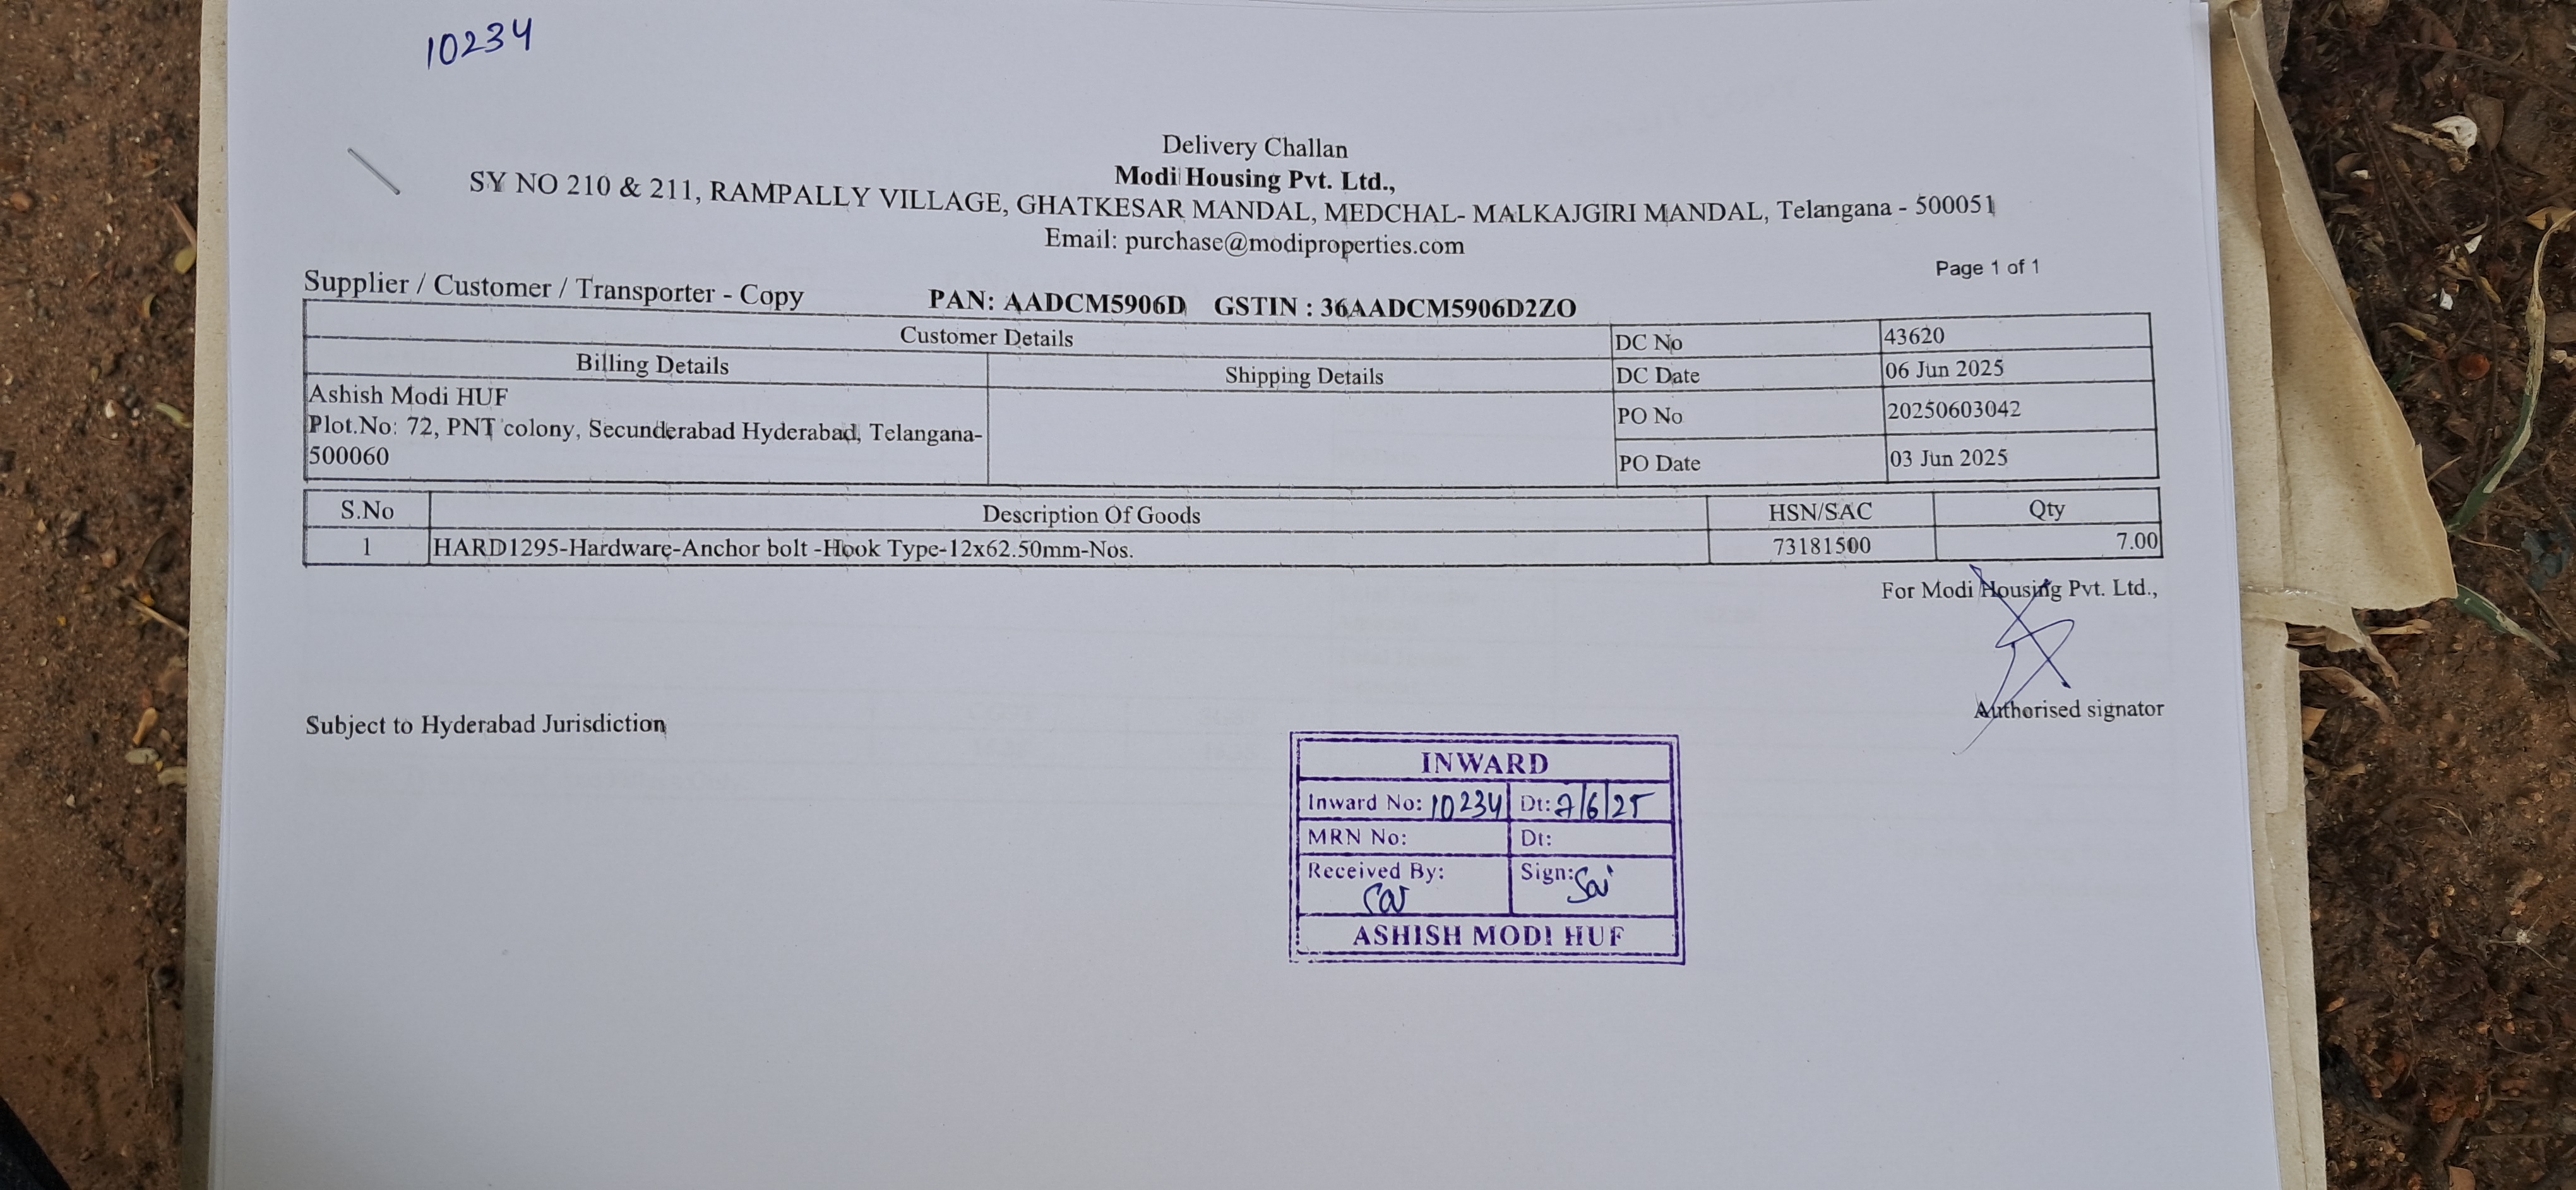 10234
Delivery Challan
Modi Housing Pvt. Ltd.,
SY NO 210 & 211, RAMPALLY VILLAGE, GHATKESAR MANDAL, MEDCHAL- MALKAJGIRI MANDAL, Telangana - 500051
Email: purchase@modiproperties.com
Page 1 of 1
Supplier / Customer / Transporter - Copy PAN: AADCM5906D GSTIN : 36AADCM5906D2ZO
Customer Details
Billing Details Shipping Details
DC No 43620
DC Date 06 Jun 2025
PO No 20250603042
PO Date 03 Jun 2025
Ashish Modi HUF
Plot.No: 72, PNT colony, Secunderabad Hyderabad, Telangana-
500060
S.No Description Of Goods HSN/SAC Qty
1 HARD1295-Hardware-Anchor bolt -Hook Type-12x62.50mm-Nos. 73181500 7.00
For Modi Housing Pvt. Ltd.,
Authorised signator
Subject to Hyderabad Jurisdiction
INWARD
Inward No: 10234 Dt: 7/6/25
MRN No: Dt:
Received By: Sai Sign: Sai
ASHISH MODI HUF